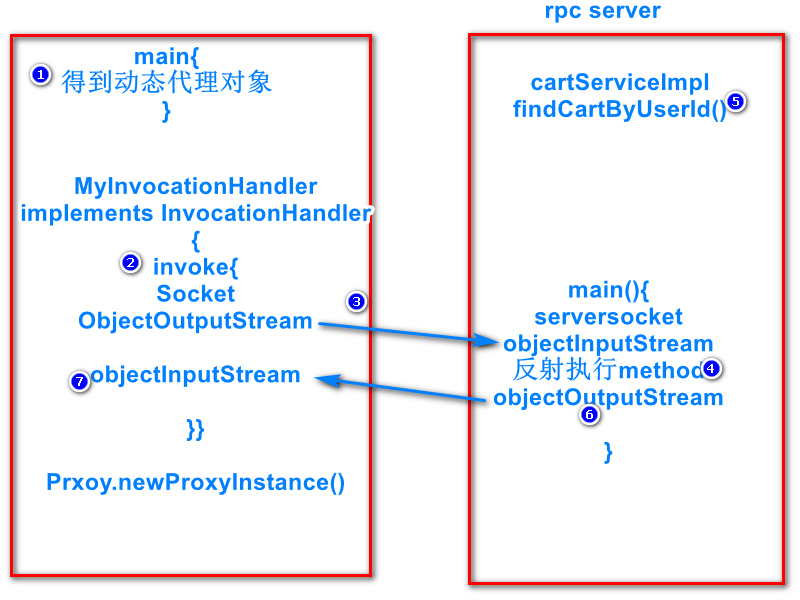 rpc server
main{
① 得到动态代理对象
}
MyInvocationHandler
implements InvocationHandler
{
② invoke{
Socket
③
ObjectOutputStream
⑦ objectInputStream
}}
Prxoy.newProxyInstance()
cartServiceImpl
findCartByUserId() ⑤
main(){
serversocket
objectInputStream
反射执行method ④
objectOutputStream
⑥
}